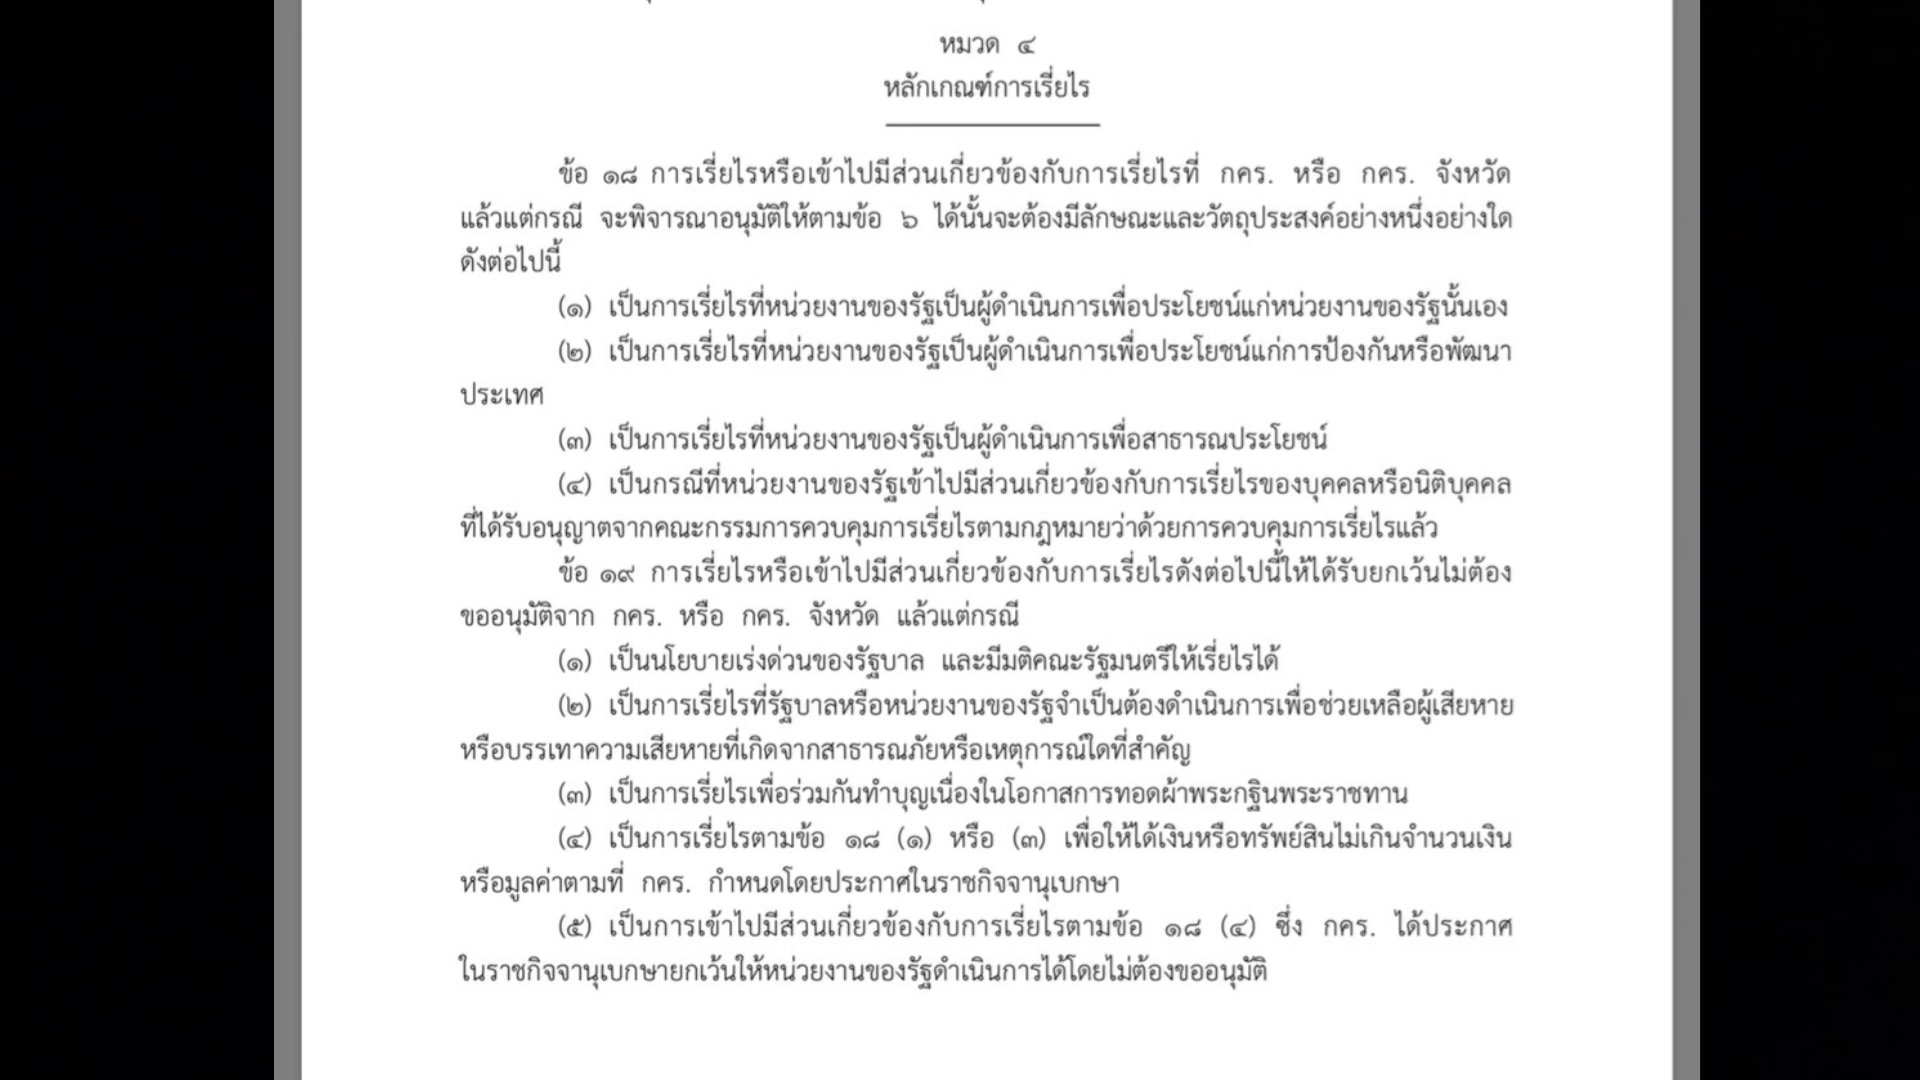 หมวด ๔
หลักเกณฑ์การเรี่ยไร
ข้อ ๑๘ การเรี่ยไรหรือเข้าไปมีส่วนเกี่ยวข้องกับการเรี่ยไรที่ กคร. หรือ กคร. จังหวัด
แล้วแต่กรณี จะพิจารณาอนุมัติให้ตามข้อ ๖ ได้นั้นจะต้องมีลักษณะและวัตถุประสงค์อย่างหนึ่งอย่างใด
ดังต่อไปนี้
(๑) เป็นการเรี่ยไรที่หน่วยงานของรัฐเป็นผู้ดำเนินการเพื่อประโยชน์แก่หน่วยงานของรัฐนั้นเอง
(๒) เป็นการเรี่ยไรที่หน่วยงานของรัฐเป็นผู้ดำเนินการเพื่อประโยชน์แก่การป้องกันหรือพัฒนา
ประเทศ
(๓) เป็นการเรี่ยไรที่หน่วยงานของรัฐเป็นผู้ดำเนินการเพื่อสาธารณประโยชน์
(๔) เป็นกรณีที่หน่วยงานของรัฐเข้าไปมีส่วนเกี่ยวข้องกับการเรี่ยไรของบุคคลหรือนิติบุคคล
ที่ได้รับอนุญาตจากคณะกรรมการควบคุมการเรี่ยไรตามกฎหมายว่าด้วยการควบคุมการเรี่ยไรแล้ว
ข้อ ๑๙ การเรี่ยไรหรือเข้าไปมีส่วนเกี่ยวข้องกับการเรี่ยไรดังต่อไปนี้ให้ได้รับยกเว้นไม่ต้อง
ขออนุมัติจาก กคร. หรือ กคร. จังหวัด แล้วแต่กรณี
(๑) เป็นนโยบายเร่งด่วนของรัฐบาล และมีมติคณะรัฐมนตรีให้เรี่ยไรได้
(๒) เป็นการเรี่ยไรที่รัฐบาลหรือหน่วยงานของรัฐจำเป็นต้องดำเนินการเพื่อช่วยเหลือผู้เสียหาย
หรือบรรเทาความเสียหายที่เกิดจากสาธารณภัยหรือเหตุการณ์ใดที่สำคัญ
(๓) เป็นการเรี่ยไรเพื่อร่วมกันทำบุญเนื่องในโอกาสการทอดผ้าพระกฐินพระราชทาน
(๔) เป็นการเรี่ยไรตามข้อ ๑๘ (๑) หรือ (๓) เพื่อให้ได้เงินหรือทรัพย์สินไม่เกินจำนวนเงิน
หรือมูลค่าตามที่ กคร. กำหนดโดยประกาศในราชกิจจานุเบกษา
(๕) เป็นการเข้าไปมีส่วนเกี่ยวข้องกับการเรี่ยไรตามข้อ ๑๘ (๔) ซึ่ง กคร. ได้ประกาศ
ในราชกิจจานุเบกษายกเว้นให้หน่วยงานของรัฐดำเนินการได้โดยไม่ต้องขออนุมัติ